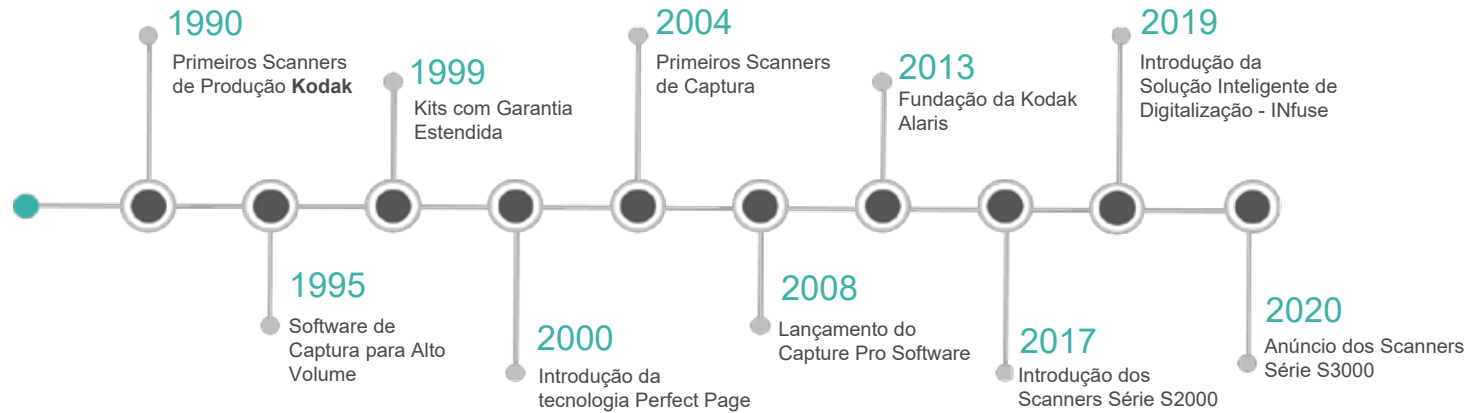 1990
Primeiros Scanners
de Produção Kodak
1995
Software de
Captura para Alto
Volume
1999
Kits com Garantia
Estendida
2000
Introdução da
tecnologia Perfect Page
2004
Primeiros Scanners
de Captura
2008
Lançamento do
Capture Pro Software
2013
Fundação da Kodak
Alaris
2017
Introdução dos
Scanners Série S2000
2019
Introdução da
Solução Inteligente de
Digitalização - INfuse
2020
Anúncio dos Scanners
Série S3000